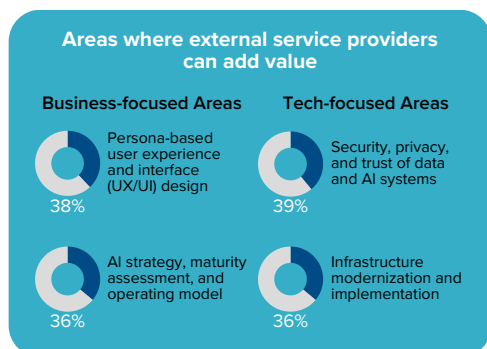 Areas where external service providers
can add value
Business-focused Areas
Persona-based
user experience
and interface
(UX/UI) design
38%
AI strategy, maturity
assessment, and
operating model
36%
Tech-focused Areas
Security, privacy,
and trust of data
and AI systems
39%
Infrastructure
modernization and
implementation
36%